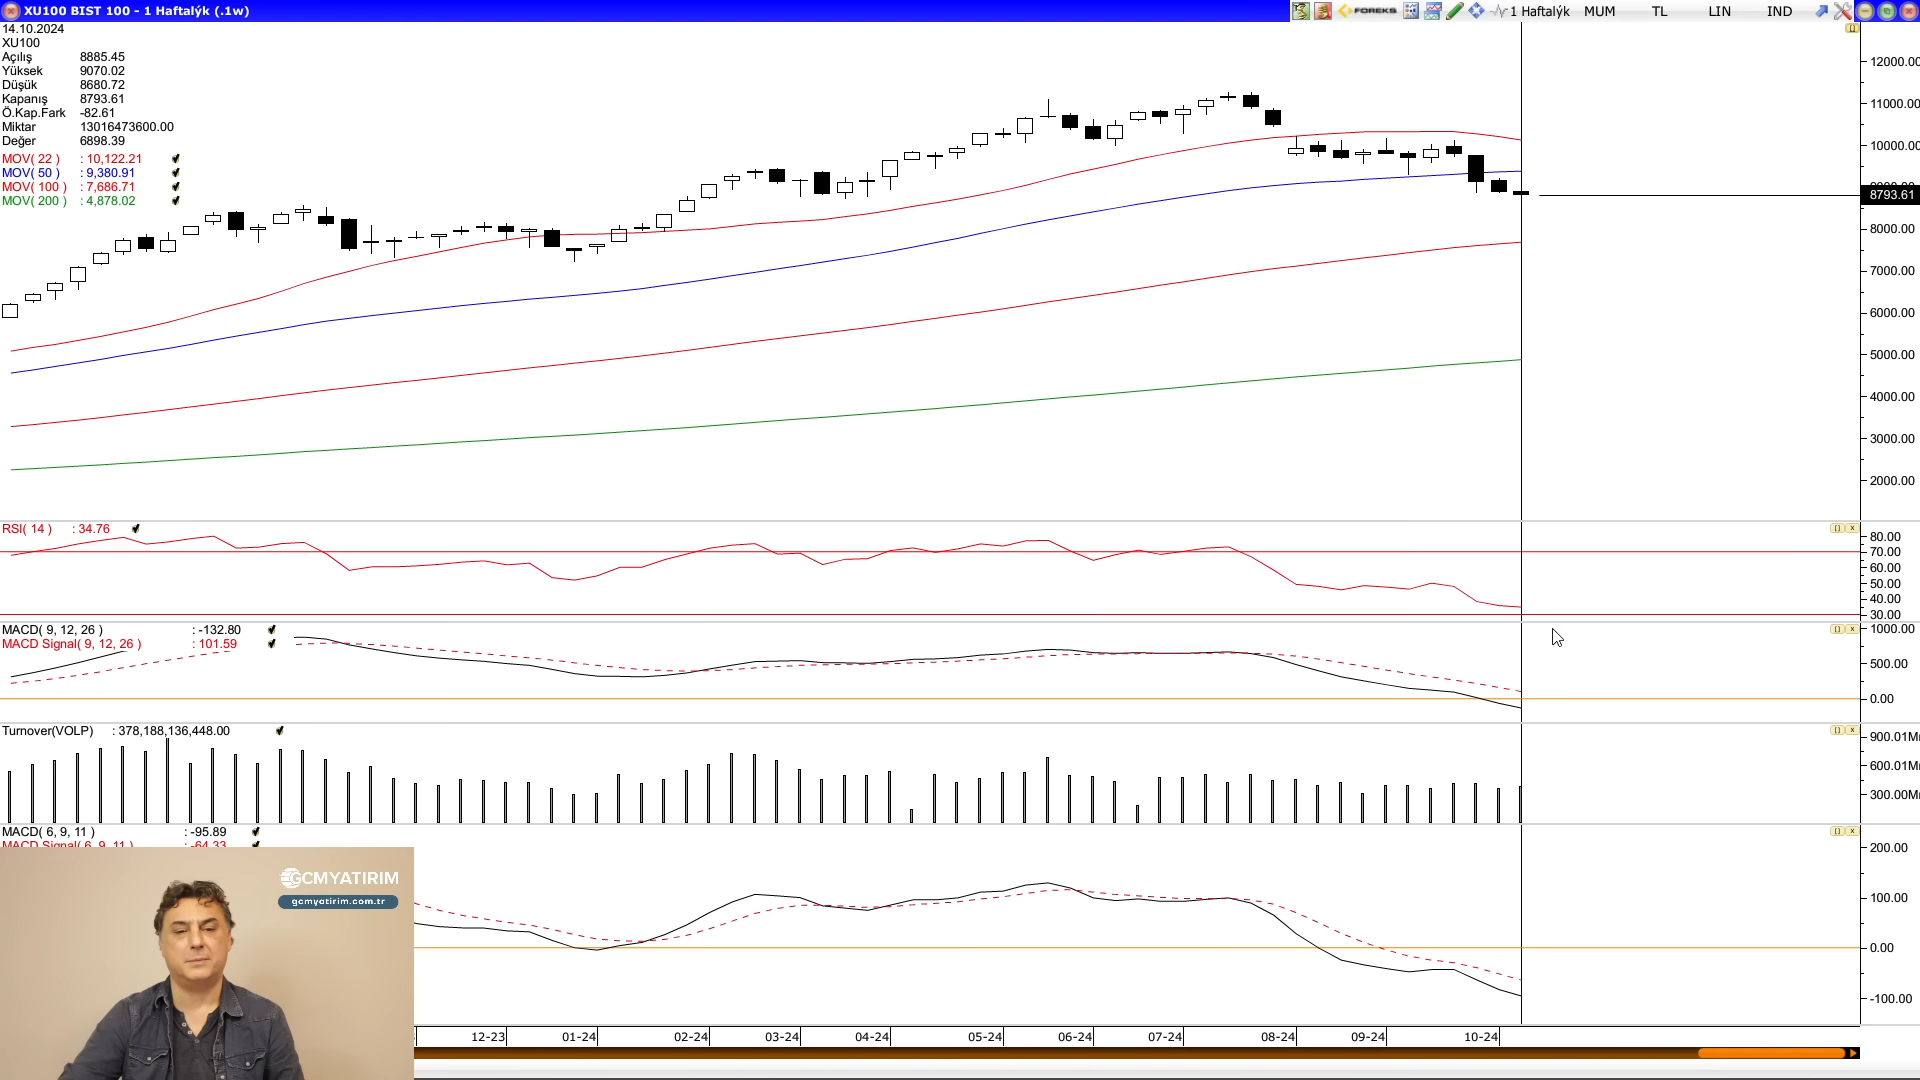 XU100 BIST 100 - 1 Haftalýk (.1w)
FOREKS 1 Haftalýk MUM TL LIN IND
14.10.2024
XU100
Açılış 8885.45
Yüksek 9070.02
Düşük 8680.72
Kapanış 8793.61
Ö.Kap.Fark -82.61
Miktar 13016473600.00
Değer 6898.39
MOV( 22 ) : 10,122.21
MOV( 50 ) : 9,380.91
MOV( 100 ) : 7,686.71
MOV( 200 ) : 4,878.02
12000.00
11000.00
10000.00
8793.61
8000.00
7000.00
6000.00
5000.00
4000.00
3000.00
2000.00
RSI( 14 ) : 34.76
80.00
70.00
60.00
50.00
40.00
30.00
MACD( 9, 12, 26 ) : -132.80
MACD Signal( 9, 12, 26 ) : 101.59
1000.00
500.00
0.00
Turnover(VOLP) : 378,188,136,448.00
900.01M
600.01M
300.00M
MACD( 6, 9, 11 ) : -95.89
MACD Signal( 6, 9, 11 ) : -64.33
200.00
100.00
0.00
-100.00
GCMYATIRIM
gcmyatirim.com.tr
12-23 01-24 02-24 03-24 04-24 05-24 06-24 07-24 08-24 09-24 10-24